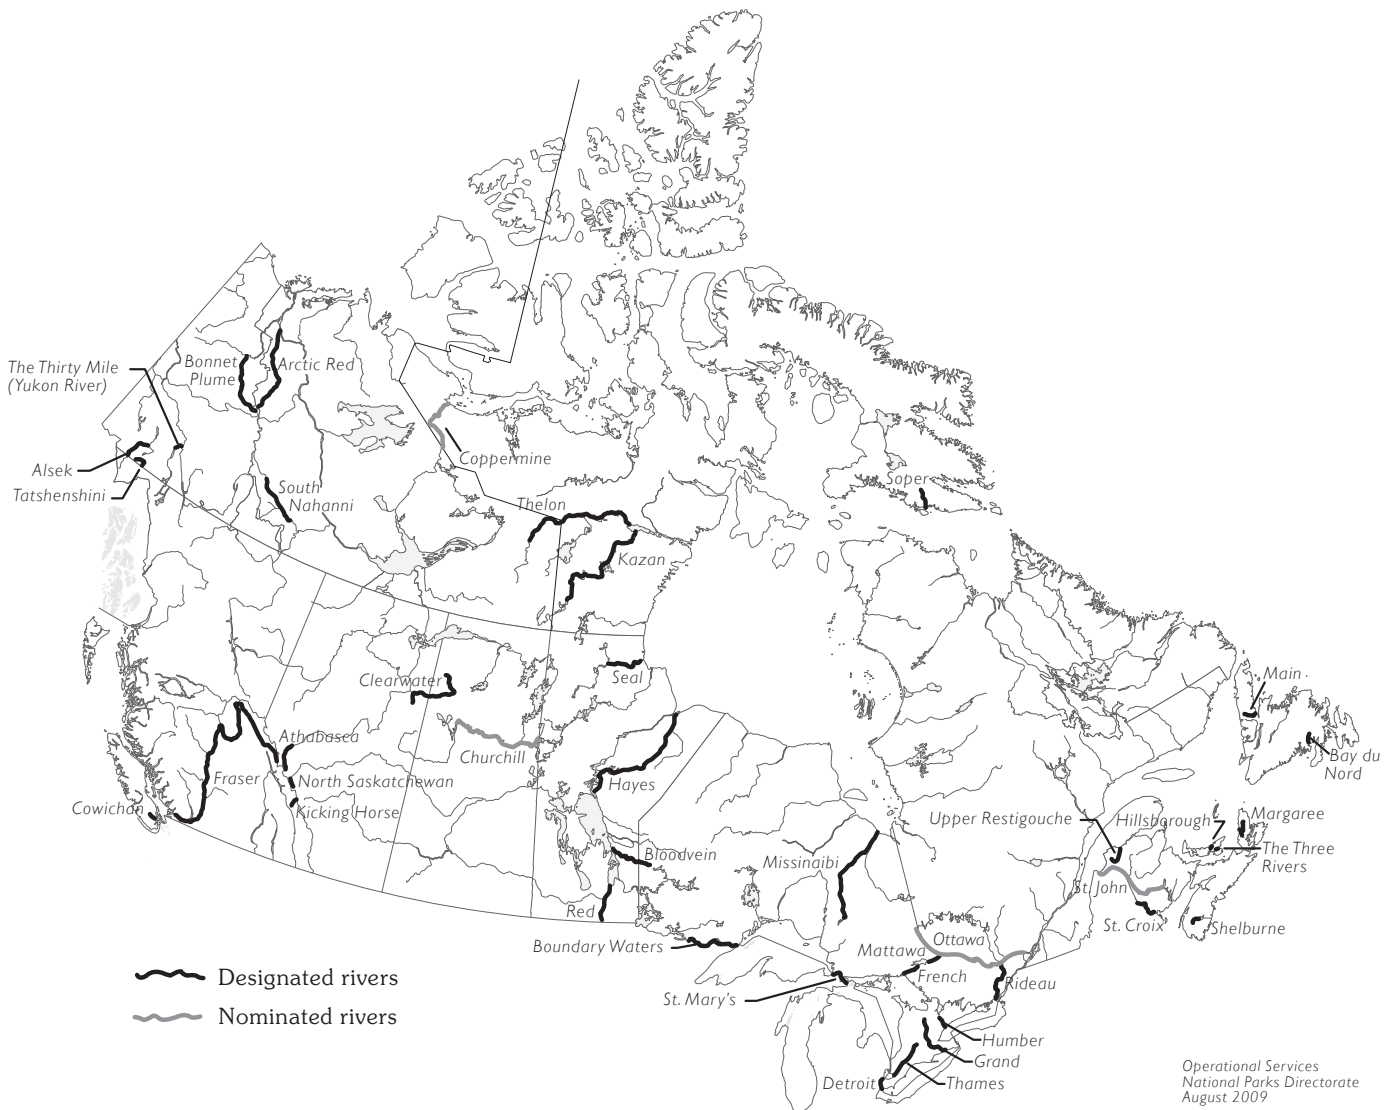 The Thirty Mile
(Yukon River)
Bonnet
Plume
Arctic Red
Alsek
Tatshenshini
Coppermine
South
Nahanni
Thelon
Soper
Kazan
Clearwater
Seal
Main
Athabasca
Churchill
Bay du
Nord
Fraser
North Saskatchewan
Hayes
Cowichan
Kicking Horse
Upper Restigouche
Hillsborough
Margaree
Bloodvein
Missinaibi
The Three
Rivers
St. John
Red
St. Croix
Shelburne
Boundary Waters
Mattawa
Ottawa
French
Rideau
St. Mary's
Designated rivers
Nominated rivers
Humber
Grand
Detroit
Thames
Operational Services
National Parks Directorate
August 2009